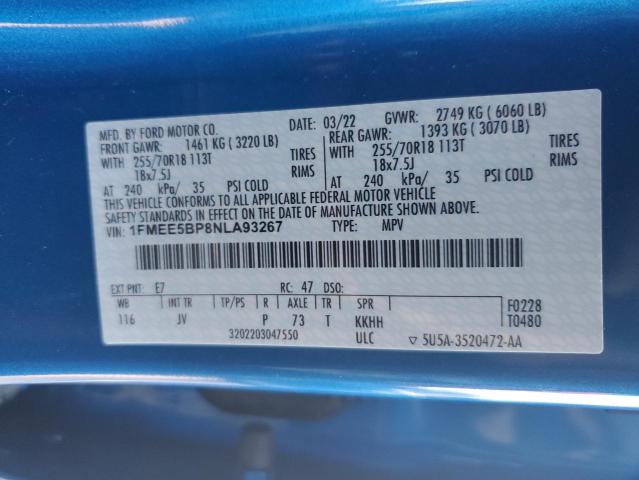 MFD. BY FORD MOTOR CO.
DATE: 03/22 GVWR: 2749 KG ( 6060 LB)
FRONT GAWR: 1461 KG ( 3220 LB)
REAR GAWR: 1393 KG ( 3070 LB)
WITH 255/70R18 113T TIRES
WITH 255/70R18 113T TIRES
18x7.5J RIMS
18x7.5J RIMS
AT 240 kPa/ 35 PSI COLD
AT 240 kPa/ 35 PSI COLD
THIS VEHICLE CONFORMS TO ALL APPLICABLE FEDERAL MOTOR VEHICLE
SAFETY STANDARDS IN EFFECT ON THE DATE OF MANUFACTURE SHOWN ABOVE.
VIN: 1FMEE5BP8NLA93267 TYPE: MPV
EXT PNT: E7 RC: 47 DSO:
WB INT TR TP/PS R AXLE TR SPR F0228
116 JV P 73 T KKHH T0480
3202203047550 ULC ▽ 5U5A-3520472-AA